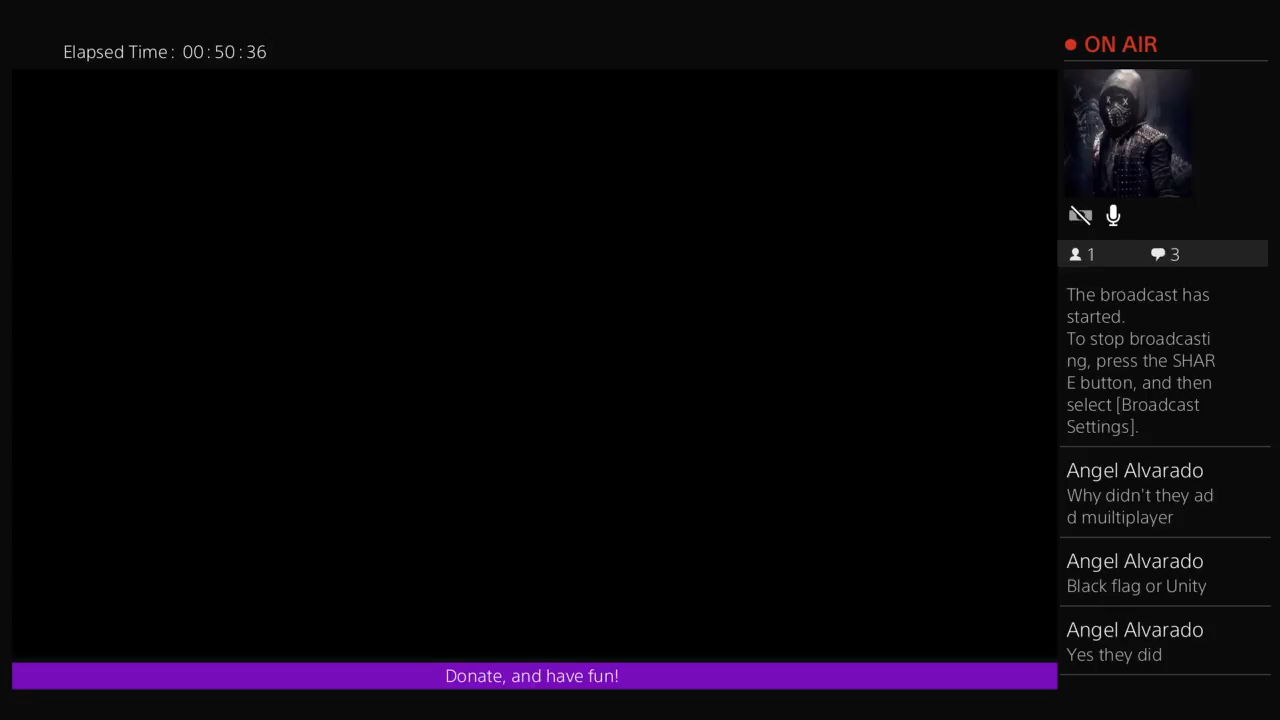 Elapsed Time: 00:50:36
ON AIR
1 3
The broadcast has
started.
To stop broadcasti
ng, press the SHAR
E button, and then
select [Broadcast
Settings].
Angel Alvarado
Why didn't they ad
d muiltiplayer
Angel Alvarado
Black flag or Unity
Angel Alvarado
Yes they did
Donate, and have fun!